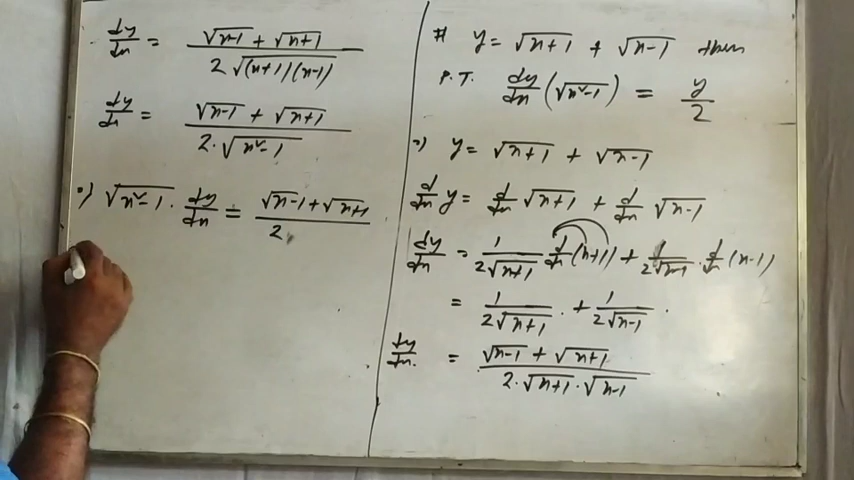 # y = √(x+1) + √(x-1) then
P.T. dy/dx (√(x²-1)) = y/2
=) y = √(x+1) + √(x-1)
d/dx y = d/dx √(x+1) + d/dx √(x-1)
dy/dx = 1/(2√(x+1)) d/dx (x+1) + 1/(2√(x-1)) . d/dx (x-1)
= 1/(2√(x+1)) . + 1/(2√(x-1)) .
dy/dx. = (√(x-1) + √(x+1))/(2.√(x+1) . √(x-1))
dy/dx = (√(x-1) + √(x+1))/(2 √((x+1)(x-1)))
dy/dx = (√(x-1) + √(x+1))/(2.√(x²-1))
=) √(x²-1) . dy/dx = (√(x-1) + √(x+1))/2